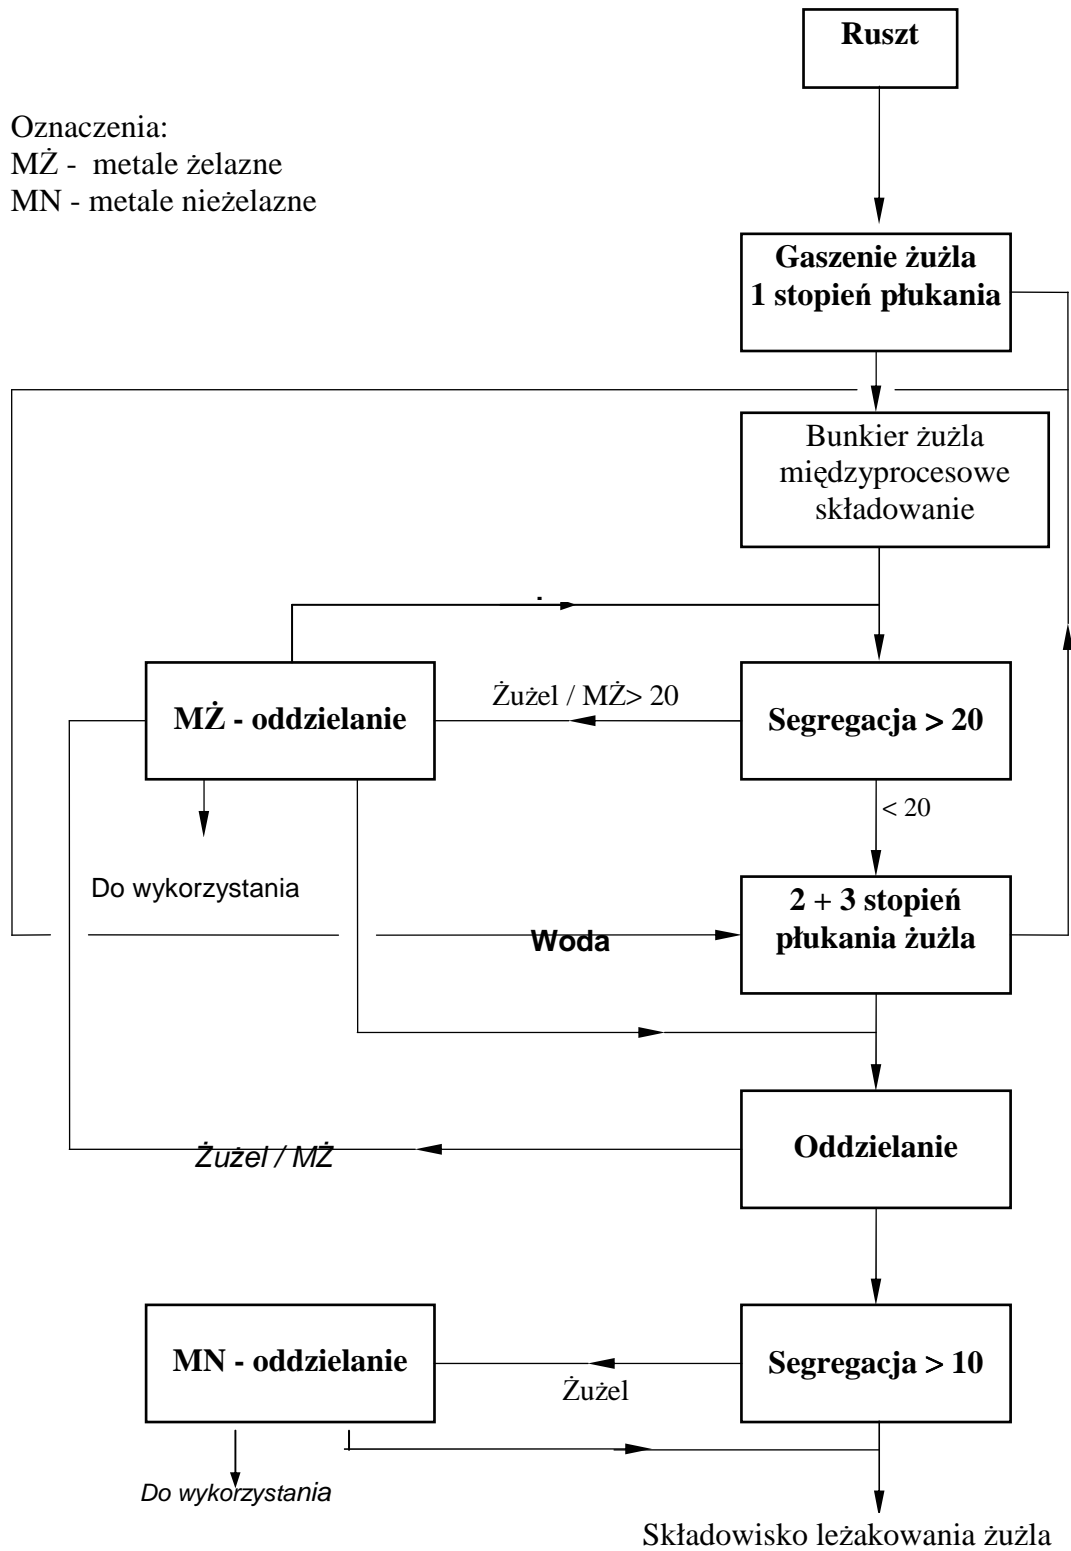 Ruszt
Oznaczenia:
MŻ - metale żelazne
MN - metale nieżelazne
Gaszenie żużla
1 stopień płukania
Bunkier żużla
międzyprocesowe
składowanie
MŻ - oddzielanie
Żużel / MŻ> 20
Segregacja > 20
< 20
Do wykorzystania
2 + 3 stopień
płukania żużla
Woda
Oddzielanie
Żużel / MŻ
MN - oddzielanie
Żużel
Segregacja > 10
Do wykorzystania
Składowisko leżakowania żużla